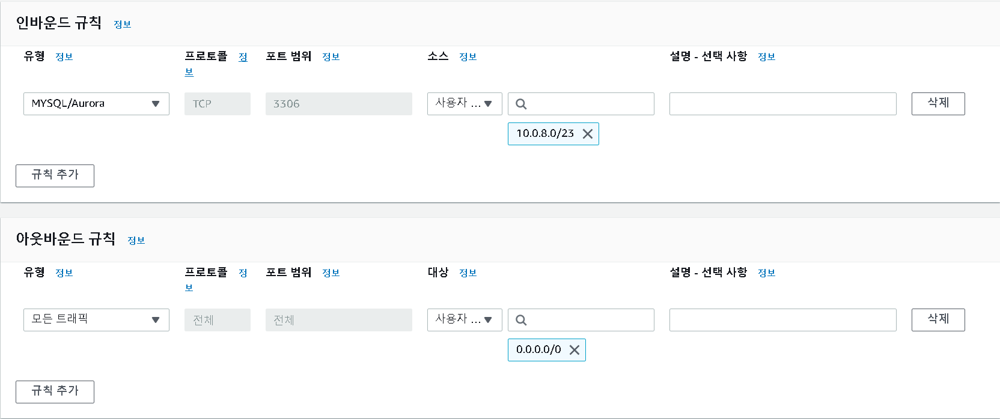 인바운드 규칙 정보
유형 정보 프로토콜 정보 포트 범위 정보 소스 정보 설명 - 선택 사항 정보
MYSQL/Aurora TCP 3306 사용자 ... 삭제
10.0.8.0/23
규칙 추가
아웃바운드 규칙 정보
유형 정보 프로토콜 정보 포트 범위 정보 대상 정보 설명 - 선택 사항 정보
모든 트래픽 전체 전체 사용자 ... 삭제
0.0.0.0/0
규칙 추가